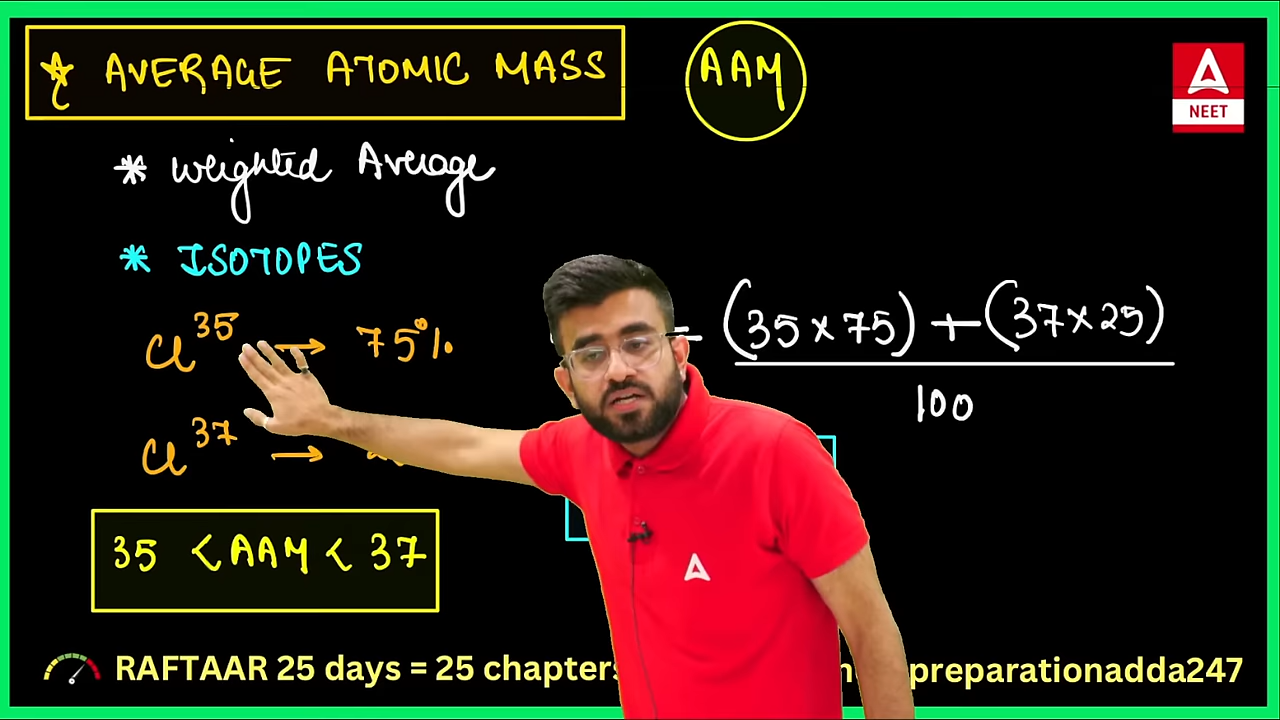 AVERAGE ATOMIC MASS
AAM
NEET
* Weighted Average
* ISOTOPES
Cl³⁵ → 75%
Cl³⁷ →
= (35×75) + (37×25)
100
35 < AAM < 37
RAFTAAR 25 days = 25 chapters preparationadda247